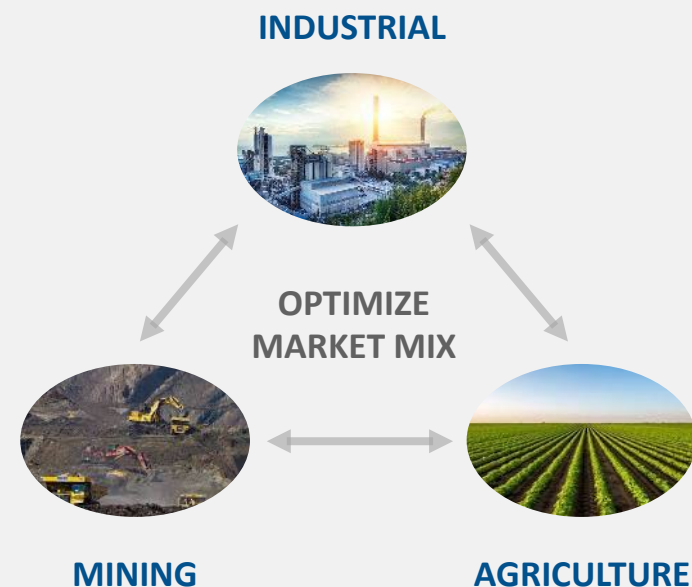 INDUSTRIAL
OPTIMIZE
MARKET MIX
MINING
AGRICULTURE